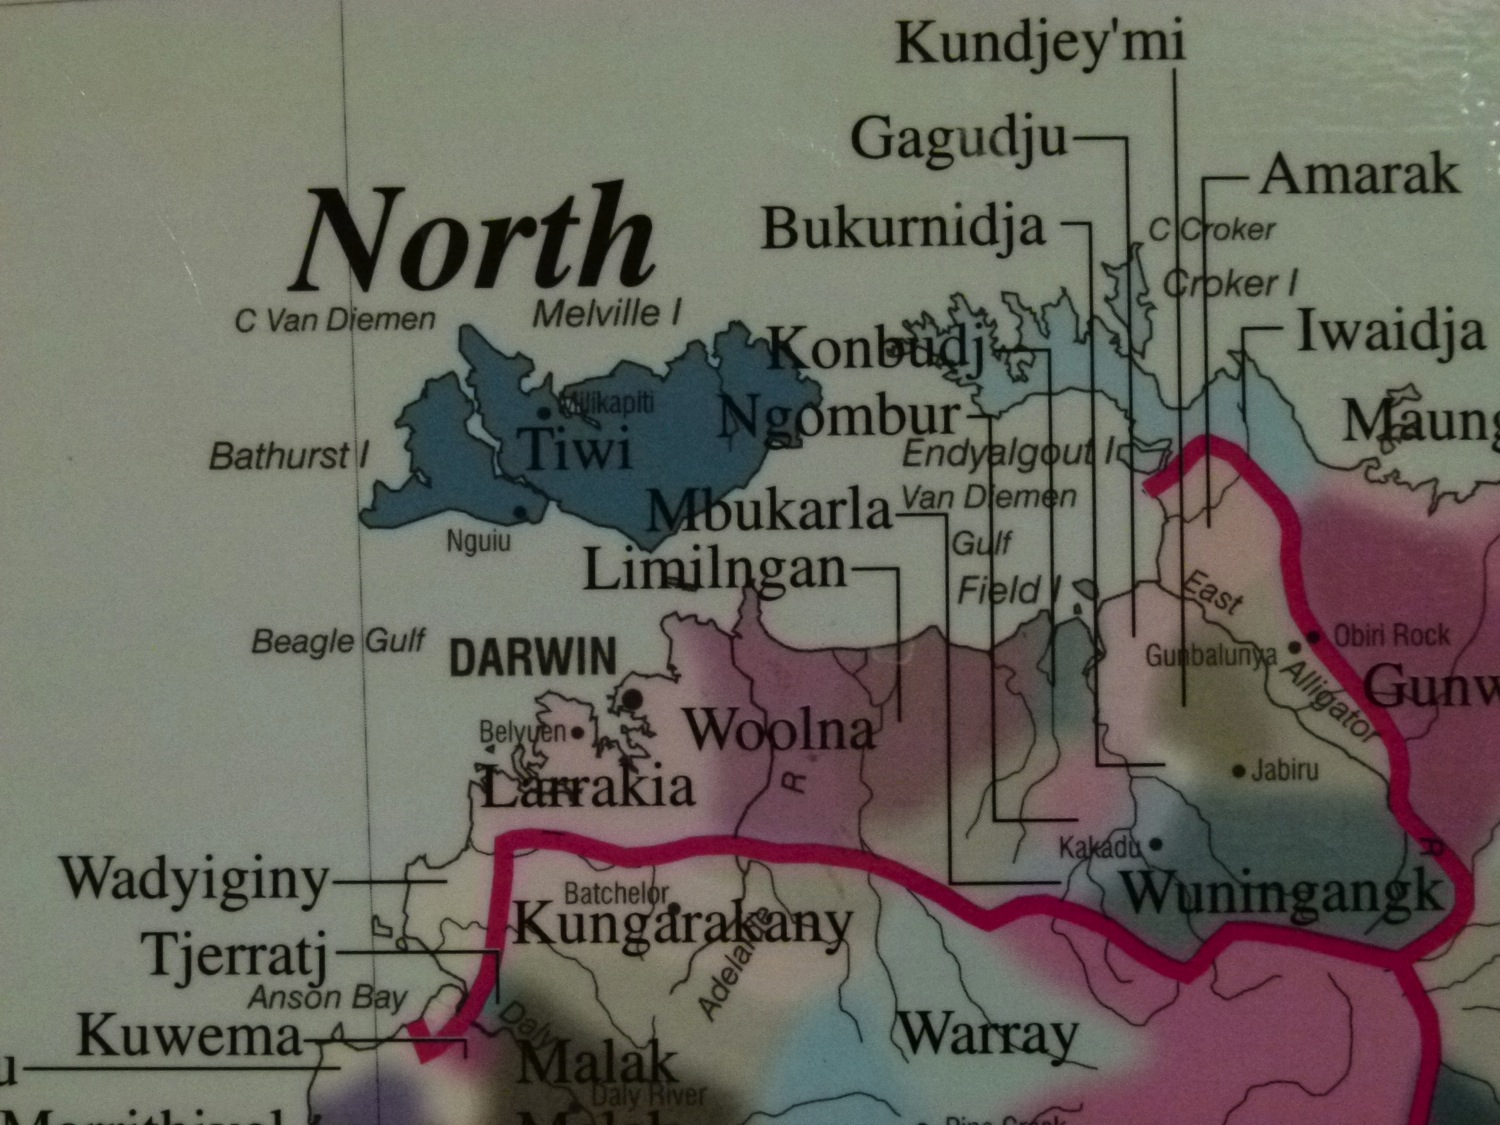 Kundjey'mi
Gagudju
Amarak
Bukurnidja
C Croker
Croker I
North
C Van Diemen
Melville I
Konbudj
Iwaidja
Milikapiti
Ngombur
Maung
Tiwi
Bathurst I
Endyalgout I
Mbukarla
Van Diemen
Gulf
Nguiu
Limilngan
Field I
East
Beagle Gulf
DARWIN
Gunbalunya
Obiri Rock
Alligator
Gunw
Belyuen
Woolna
R
Jabiru
Larrakia
Kakadu
R
Wadyiginy
Batchelor
Wuningangk
Kungarakany
Tjerratj
Adelaide
Anson Bay
Daly
Kuwema
Warray
u
Malak
Daly River